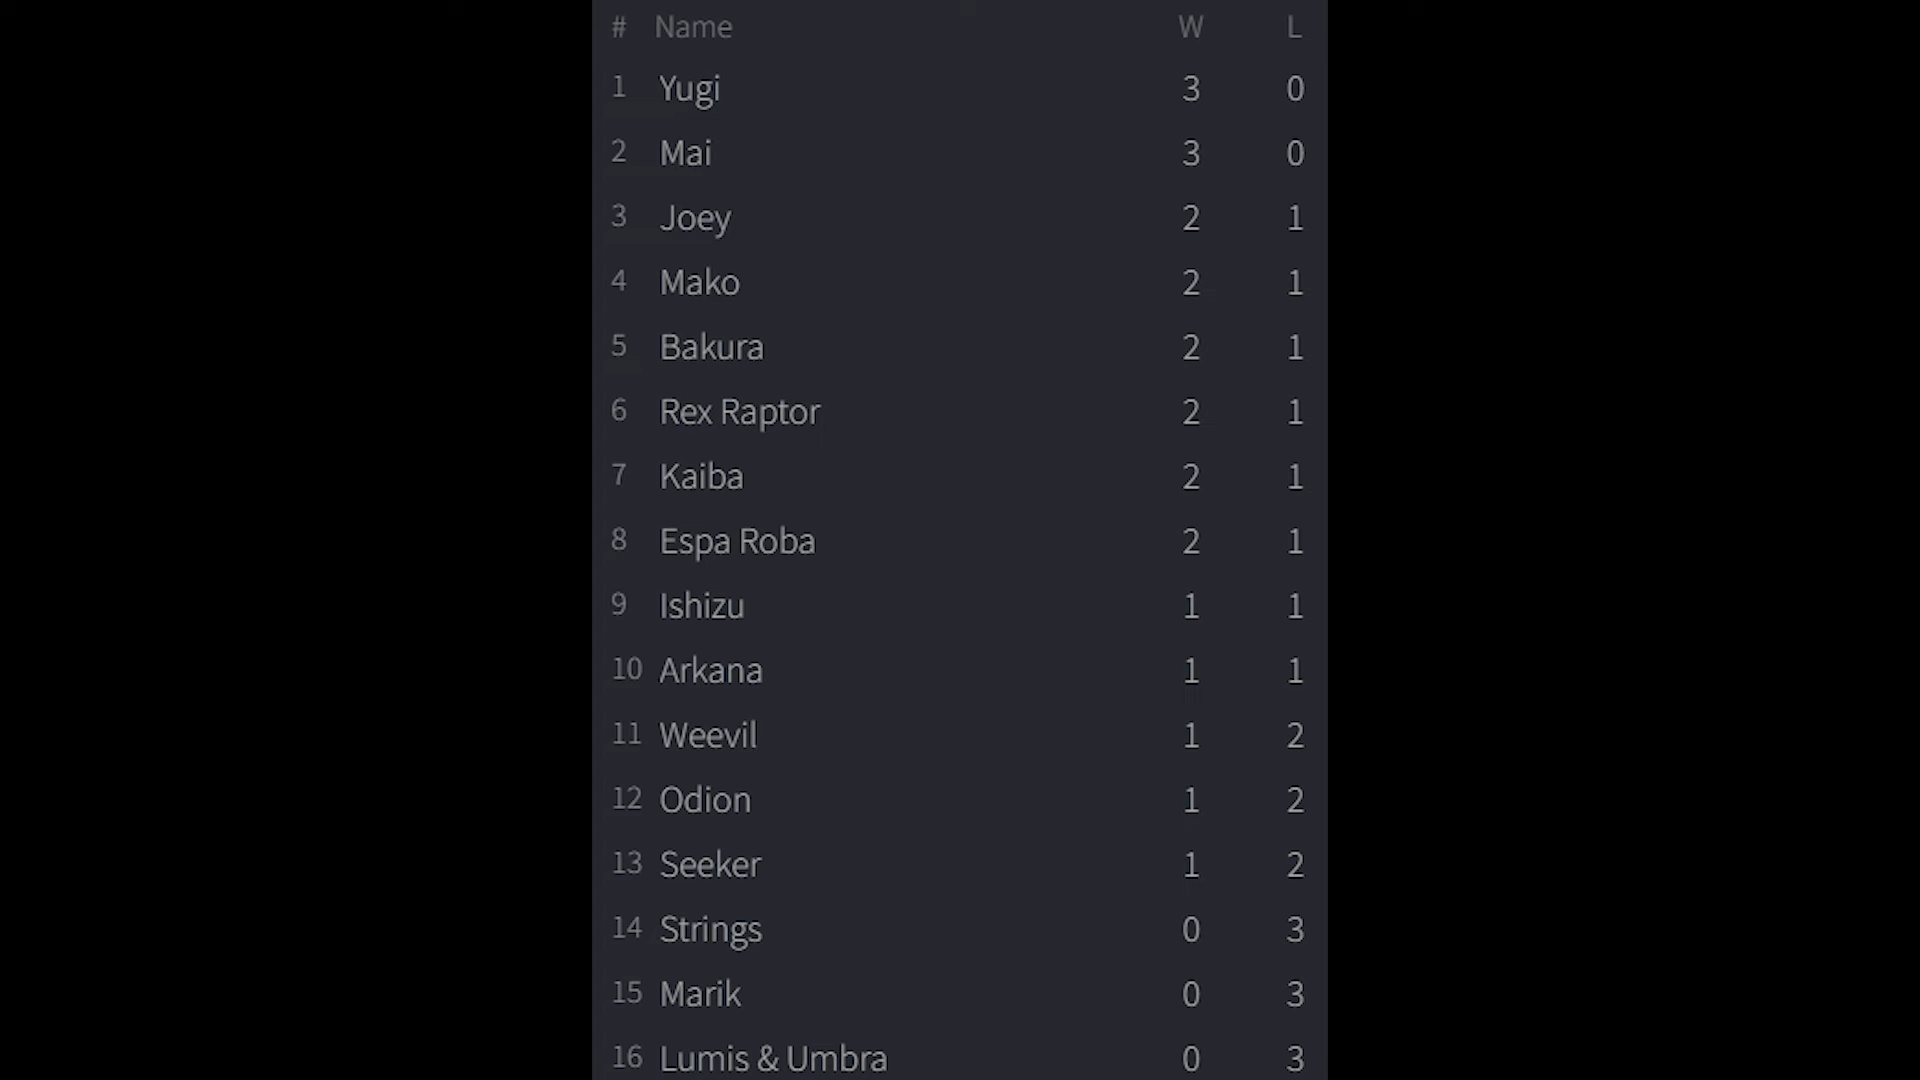 # Name W L
1 Yugi 3 0
2 Mai 3 0
3 Joey 2 1
4 Mako 2 1
5 Bakura 2 1
6 Rex Raptor 2 1
7 Kaiba 2 1
8 Espa Roba 2 1
9 Ishizu 1 1
10 Arkana 1 1
11 Weevil 1 2
12 Odion 1 2
13 Seeker 1 2
14 Strings 0 3
15 Marik 0 3
16 Lumis & Umbra 0 3